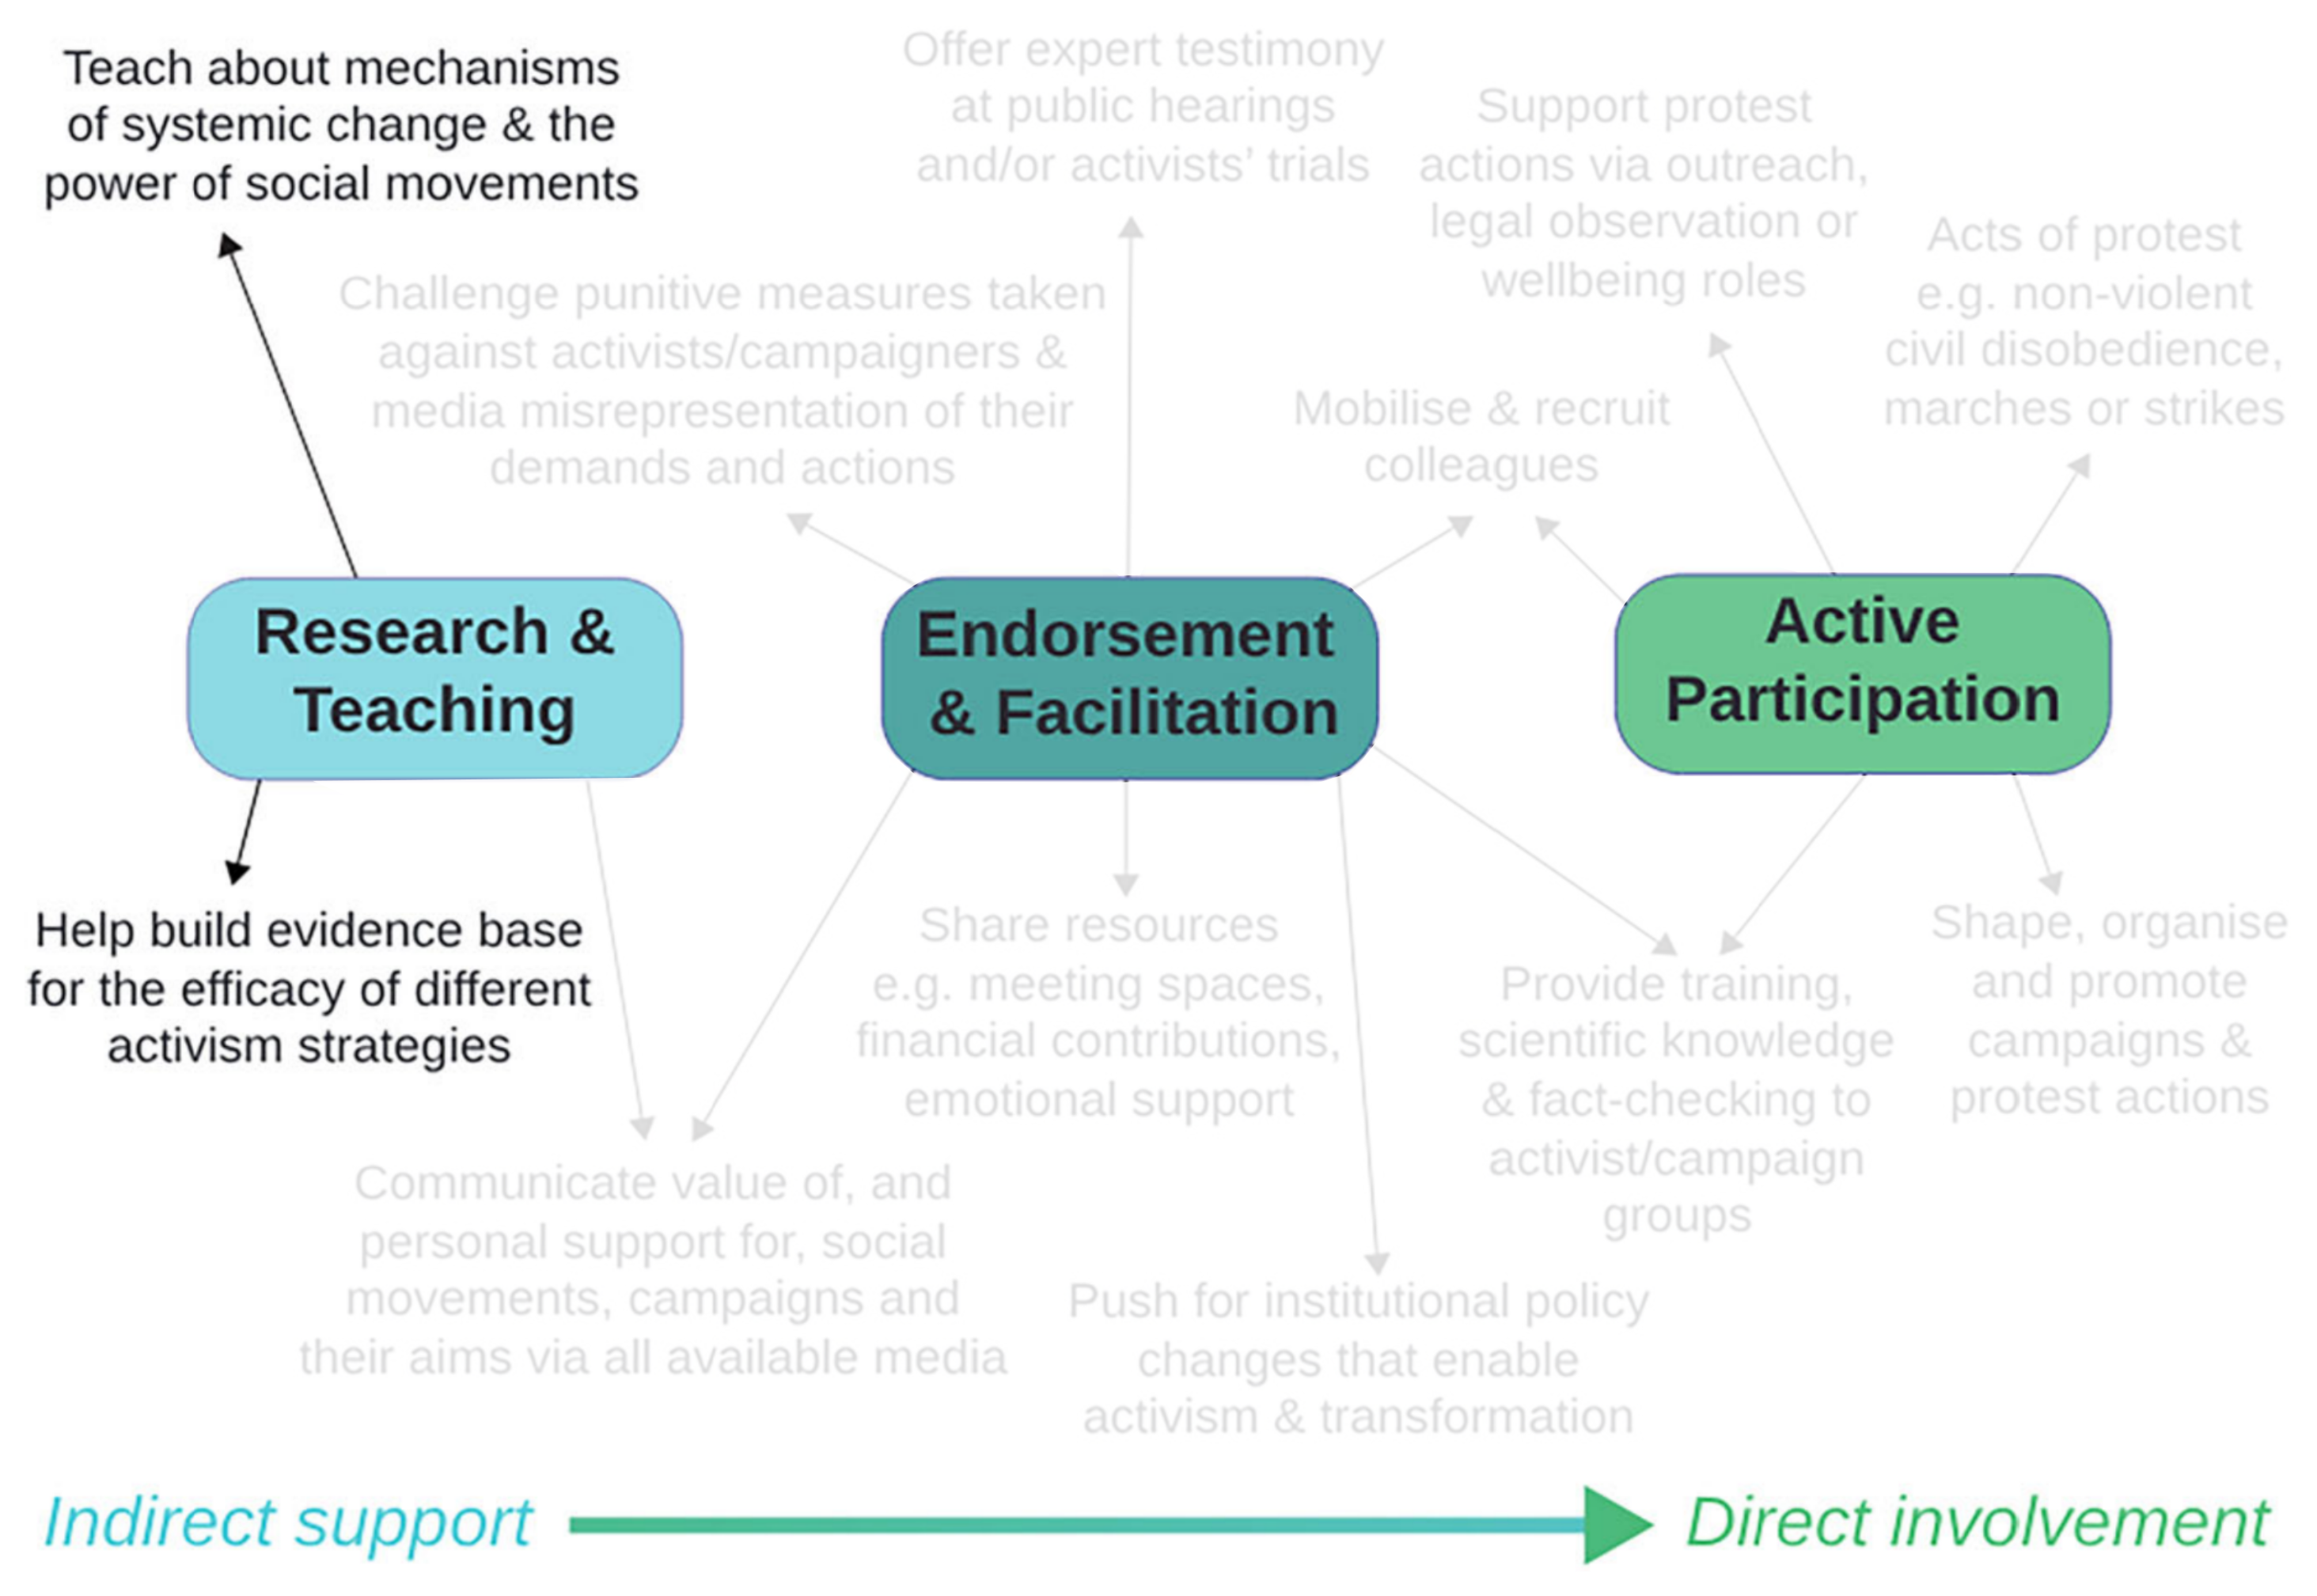 Teach about mechanisms
of systemic change & the
power of social movements
Offer expert testimony
at public hearings
and/or activists’ trials
Support protest
actions via outreach,
legal observation or
wellbeing roles
Acts of protest
e.g. non-violent
civil disobedience,
marches or strikes
Challenge punitive measures taken
against activists/campaigners &
media misrepresentation of their
demands and actions
Mobilise & recruit
colleagues
Research &
Teaching
Endorsement
& Facilitation
Active
Participation
Help build evidence base
for the efficacy of different
activism strategies
Share resources
e.g. meeting spaces,
financial contributions,
emotional support
Provide training,
scientific knowledge
& fact-checking to
activist/campaign
groups
Shape, organise
and promote
campaigns &
protest actions
Communicate value of, and
personal support for, social
movements, campaigns and
their aims via all available media
Push for institutional policy
changes that enable
activism & transformation
Indirect support
Direct involvement